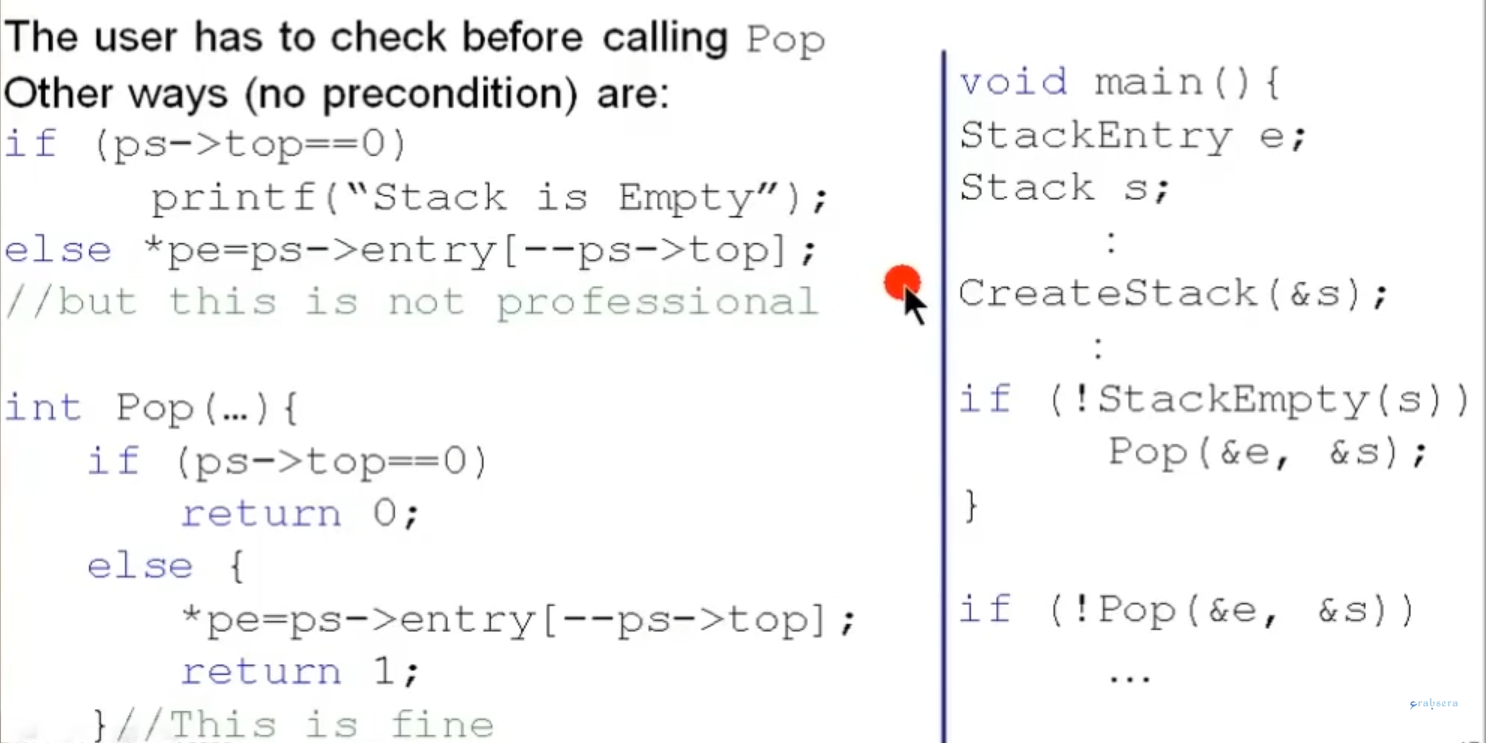 The user has to check before calling Pop
Other ways (no precondition) are:
if (ps->top==0)
printf(“Stack is Empty”);
else *pe=ps->entry[--ps->top];
//but this is not professional
int Pop(…){
if (ps->top==0)
return 0;
else {
*pe=ps->entry[--ps->top];
return 1;
}//This is fine
void main(){
StackEntry e;
Stack s;
:
CreateStack(&s);
:
if (!StackEmpty(s))
Pop(&e, &s);
}
if (!Pop(&e, &s))
...